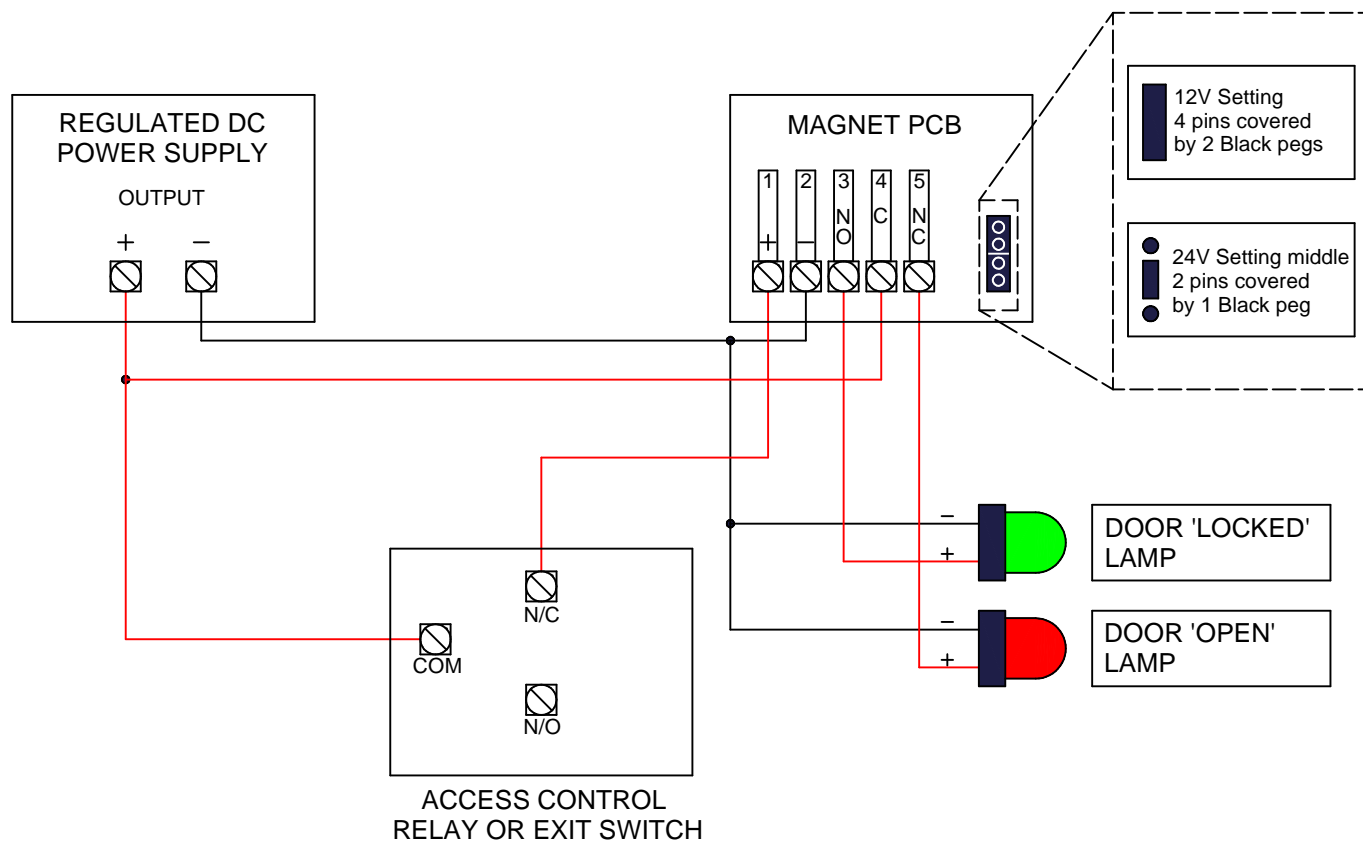 REGULATED DC
POWER SUPPLY
OUTPUT
+ −
MAGNET PCB
1 2 3 4 5
+ − NO C NC
12V Setting
4 pins covered
by 2 Black pegs
24V Setting middle
2 pins covered
by 1 Black peg
−
+
DOOR 'LOCKED'
LAMP
−
+
DOOR 'OPEN'
LAMP
N/C
COM
N/O
ACCESS CONTROL
RELAY OR EXIT SWITCH